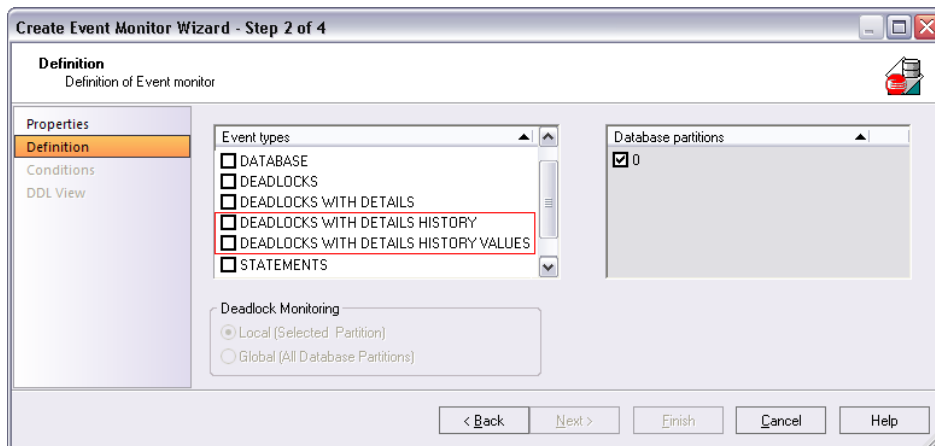 Create Event Monitor Wizard - Step 2 of 4
Definition
Definition of Event monitor
Properties
Definition
Conditions
DDL View
Event types
DATABASE
DEADLOCKS
DEADLOCKS WITH DETAILS
DEADLOCKS WITH DETAILS HISTORY
DEADLOCKS WITH DETAILS HISTORY VALUES
STATEMENTS
Database partitions
0
Deadlock Monitoring
Local (Selected Partition)
Global (All Database Partitions)
< Back
Next >
Finish
Cancel
Help